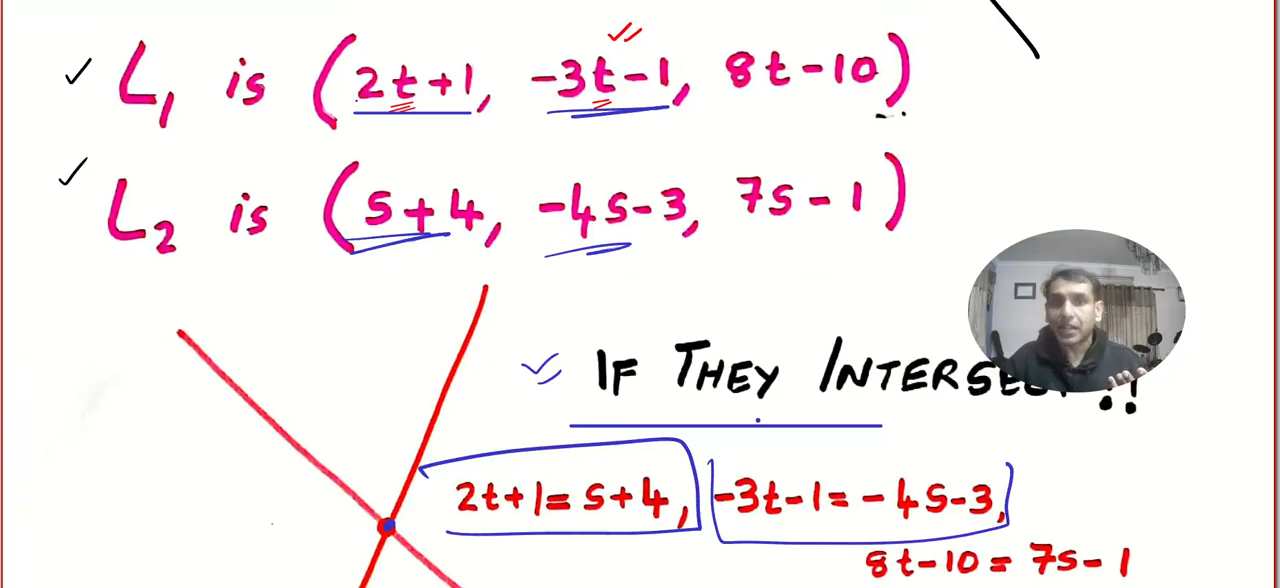 L₁ is (2t+1, -3t-1, 8t-10)
L₂ is (s+4, -4s-3, 7s-1)
IF THEY
2t+1=s+4, -3t-1=-4s-3,
8t-10=7s-1